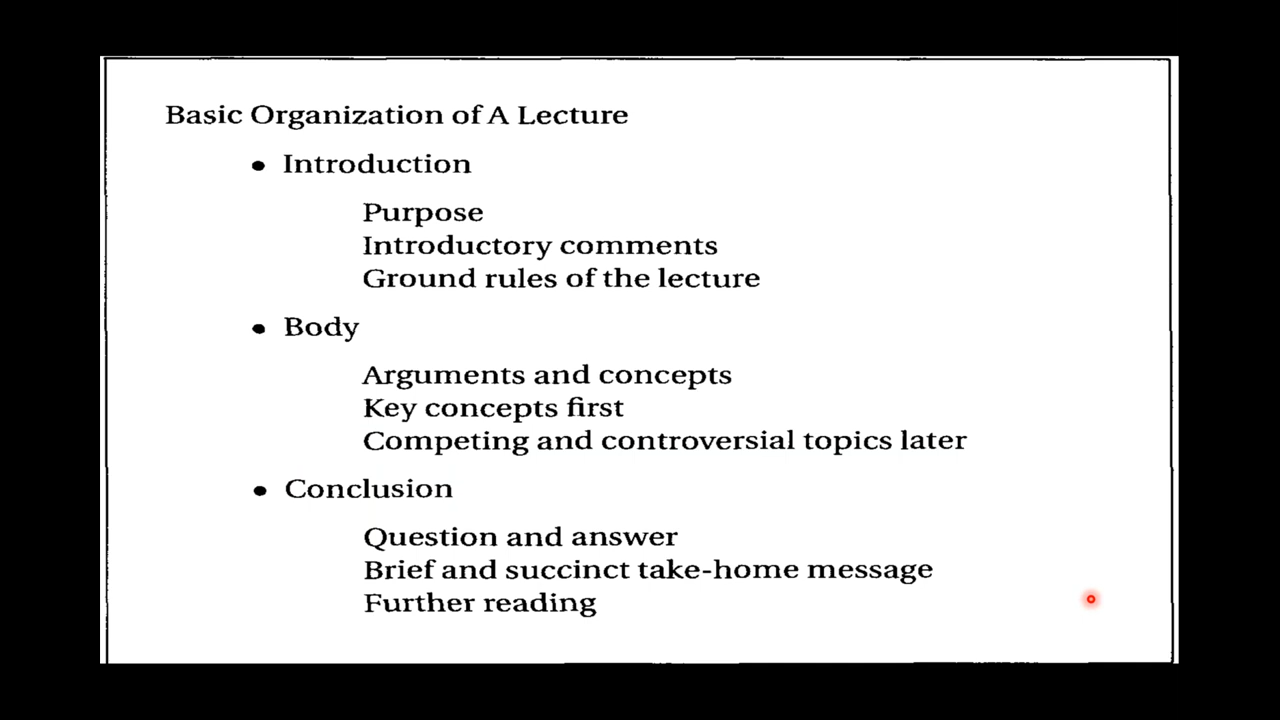 Basic Organization of A Lecture
• Introduction
Purpose
Introductory comments
Ground rules of the lecture
• Body
Arguments and concepts
Key concepts first
Competing and controversial topics later
• Conclusion
Question and answer
Brief and succinct take-home message
Further reading